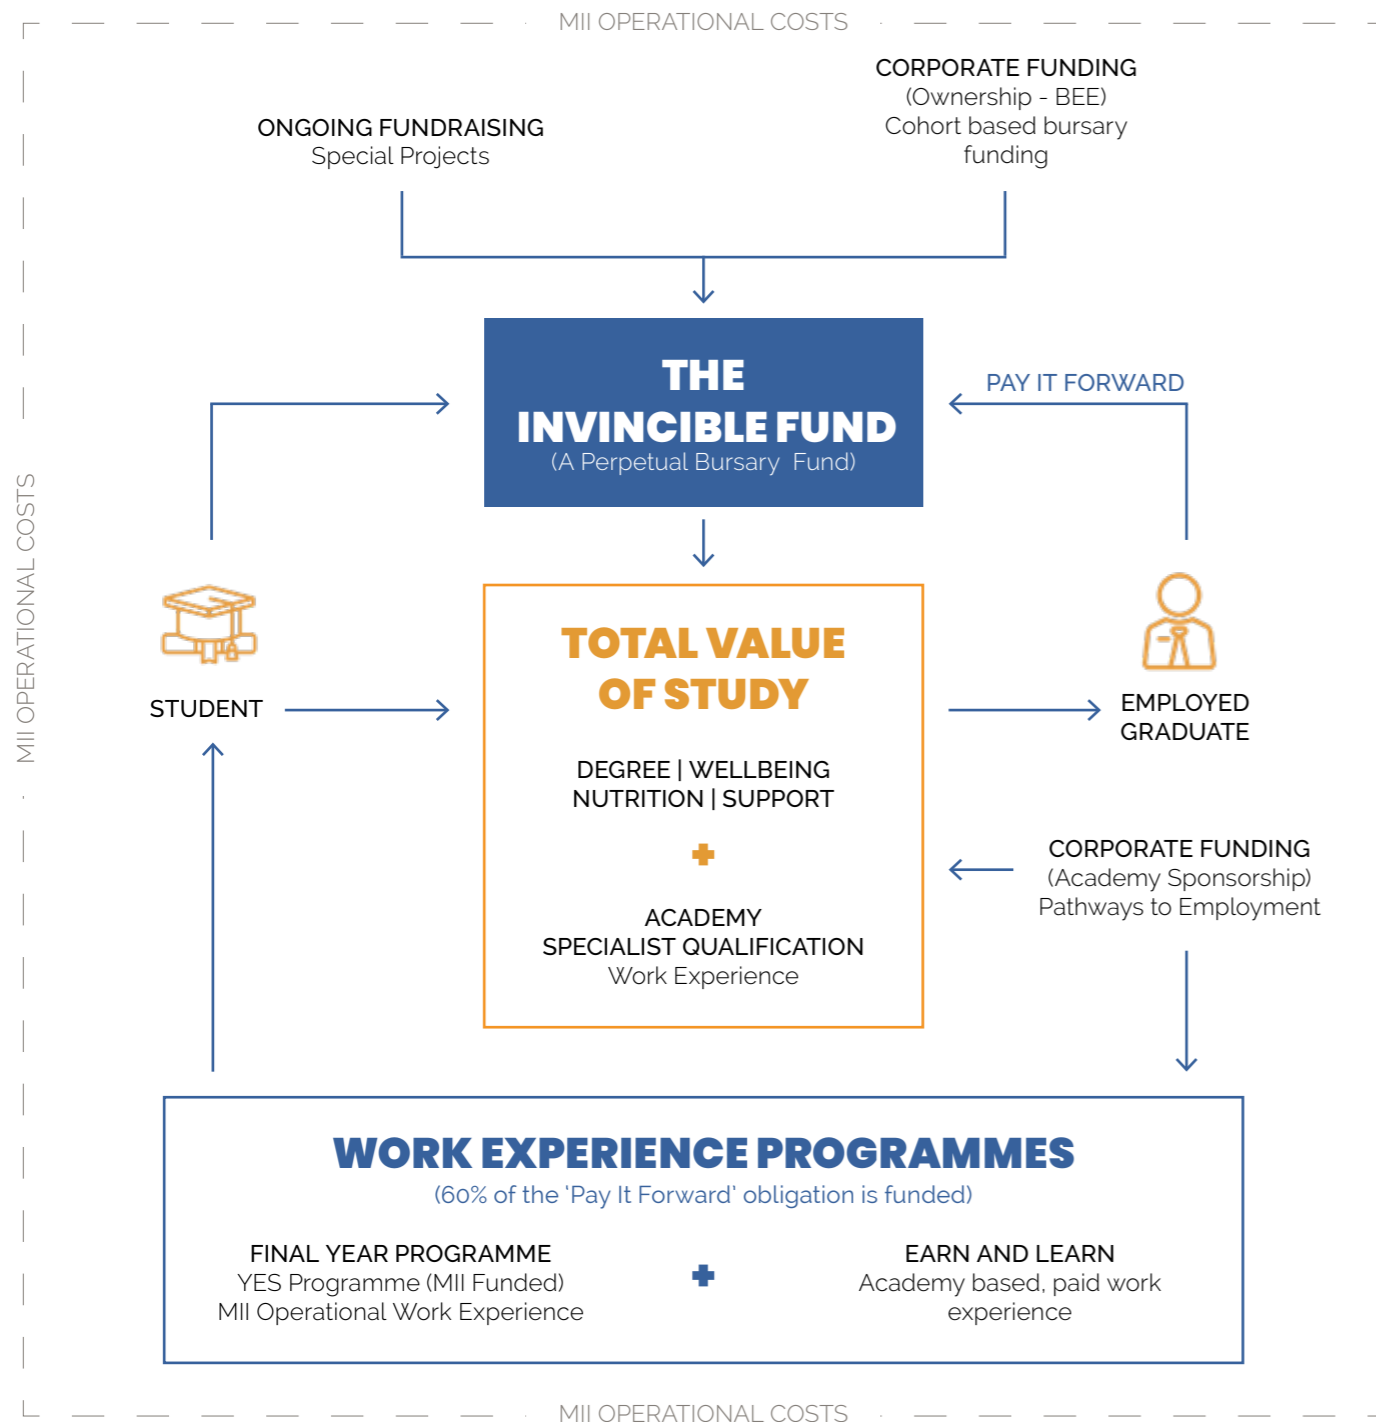 MII OPERATIONAL COSTS
CORPORATE FUNDING
(Ownership - BEE)
Cohort based bursary
funding
ONGOING FUNDRAISING
Special Projects
THE
INVINCIBLE FUND
(A Perpetual Bursary Fund)
PAY IT FORWARD
MII OPERATIONAL COSTS
STUDENT
TOTAL VALUE
OF STUDY
DEGREE | WELLBEING
NUTRITION | SUPPORT
+
ACADEMY
SPECIALIST QUALIFICATION
Work Experience
EMPLOYED
GRADUATE
CORPORATE FUNDING
(Academy Sponsorship)
Pathways to Employment
WORK EXPERIENCE PROGRAMMES
(60% of the ‘Pay It Forward’ obligation is funded)
FINAL YEAR PROGRAMME
YES Programme (MII Funded)
MII Operational Work Experience
+
EARN AND LEARN
Academy based, paid work
experience
MII OPERATIONAL COSTS